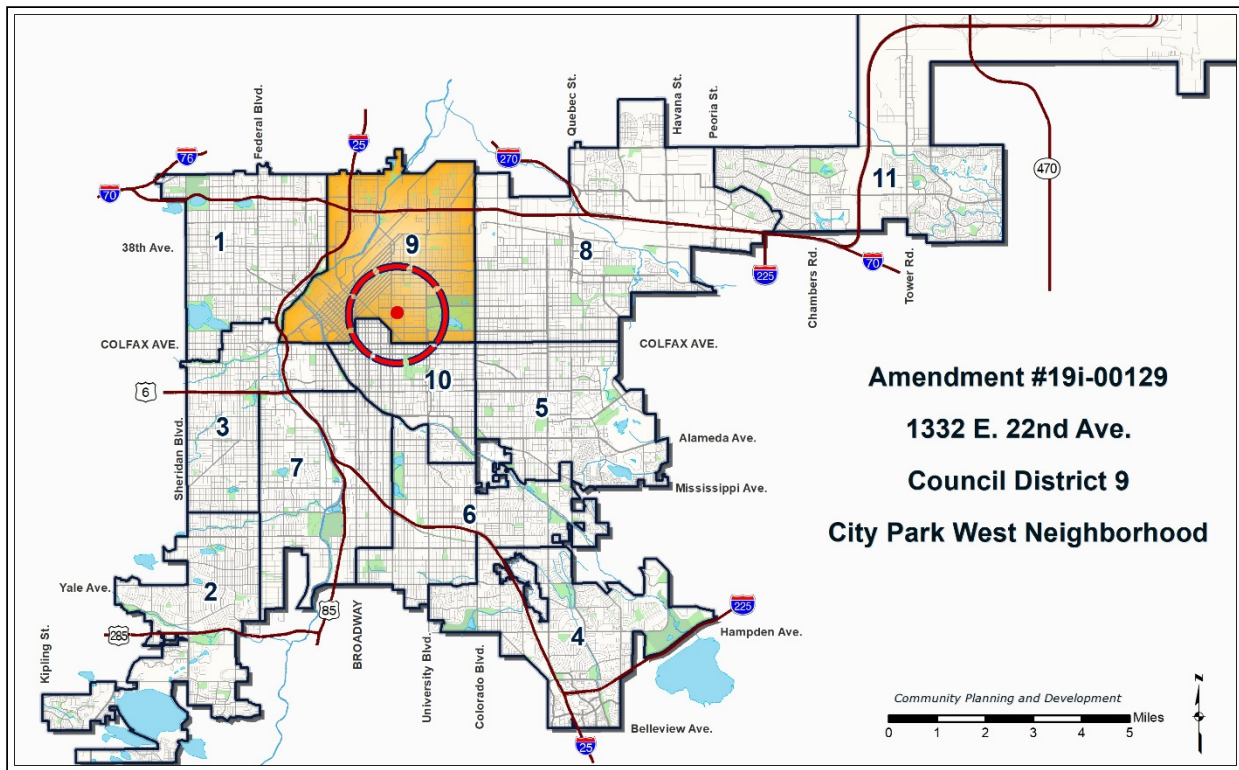 Federal Blvd.
Quebec St.
Havana St.
Peoria St.
25
76
270
70
470
11
1
9
8
38th Ave.
225
Chambers Rd.
70
Tower Rd.
COLFAX AVE.
COLFAX AVE.
10
6
5
3
Sheridan Blvd.
Alameda Ave.
7
Mississippi Ave.
6
Yale Ave.
2
85
BROADWAY
225
285
Hampden Ave.
4
Kipling St.
University Blvd.
Colorado Blvd.
Belleview Ave.
25
Amendment #19i-00129
1332 E. 22nd Ave.
Council District 9
City Park West Neighborhood
Community Planning and Development
Miles
0 1 2 3 4 5
N